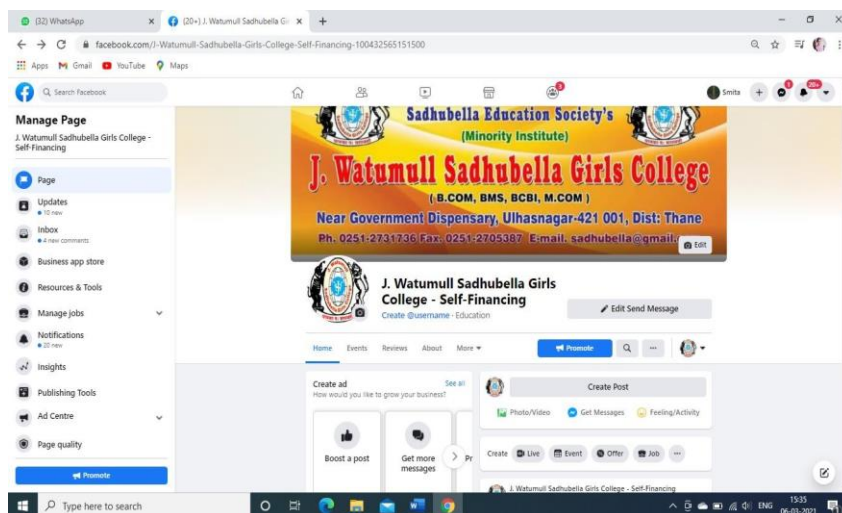 (32) WhatsApp
(20+) J. Watumull Sadhubella Gi
facebook.com/J-Watumull-Sadhubella-Girls-College-Self-Financing-100432565151500
Apps Gmail YouTube Maps
Search Facebook
3
Smita
20+
Manage Page
J. Watumull Sadhubella Girls College -
Self-Financing
Page
Updates
10 new
Inbox
4 new comments
Business app store
Resources & Tools
Manage jobs
Notifications
20 new
Insights
Publishing Tools
Ad Centre
Page quality
Promote
Sadhubella Education Society's
(Minority Institute)
J. Watumull Sadhubella Girls College
( B.COM, BMS, BCBI, M.COM )
Near Government Dispensary, Ulhasnagar-421 001, Dist: Thane
Ph. 0251-2731736 Fax: 0251-2705387 E-mail. sadhubella@gmail.
Edit
J. Watumull Sadhubella Girls
College - Self-Financing
Create @username · Education
Edit Send Message
Home Events Reviews About More
Promote
Create ad See all
How would you like to grow your business?
Boost a post
Get more
messages
Pr
Create Post
Photo/Video Get Messages Feeling/Activity
Create Live Event Offer Job
J. Watumull Sadhubella Girls College - Self-Financing
Type here to search
ENG
15:35
06-03-2021